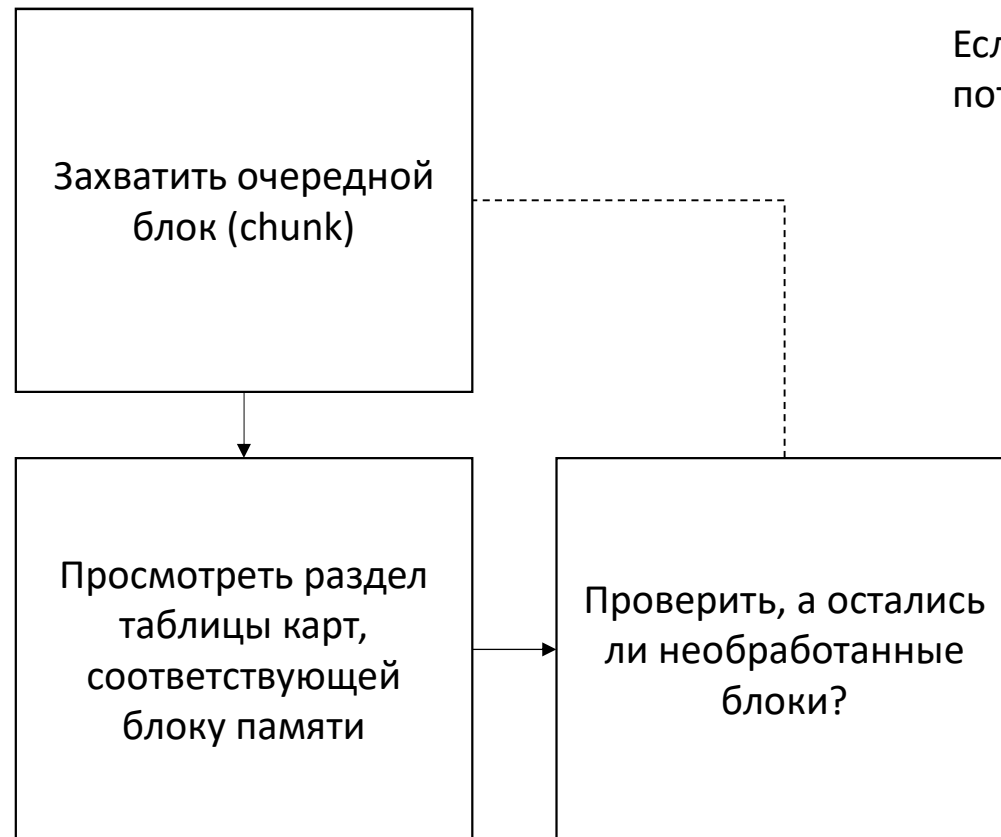 Захватить очередной
блок (chunk)
Просмотреть раздел
таблицы карт,
соответствующей
блоку памяти
Проверить, а остались
ли необработанные
блоки?